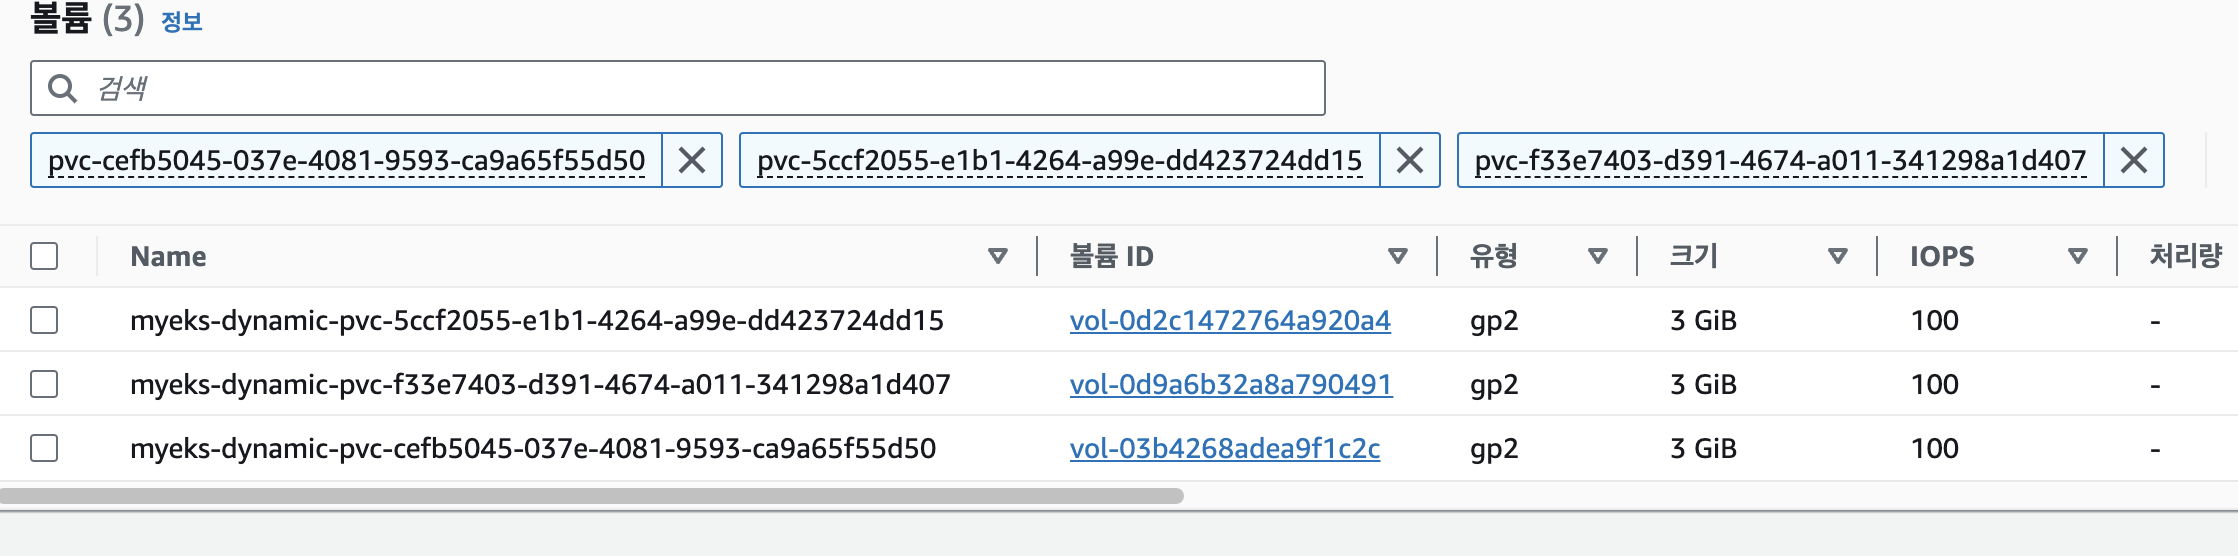 볼륨 (3) 정보
검색
pvc-cefb5045-037e-4081-9593-ca9a65f55d50 pvc-5ccf2055-e1b1-4264-a99e-dd423724dd15 pvc-f33e7403-d391-4674-a011-341298a1d407
Name 볼륨 ID 유형 크기 IOPS 처리량
myeks-dynamic-pvc-5ccf2055-e1b1-4264-a99e-dd423724dd15 vol-0d2c1472764a920a4 gp2 3 GiB 100 -
myeks-dynamic-pvc-f33e7403-d391-4674-a011-341298a1d407 vol-0d9a6b32a8a790491 gp2 3 GiB 100 -
myeks-dynamic-pvc-cefb5045-037e-4081-9593-ca9a65f55d50 vol-03b4268adea9f1c2c gp2 3 GiB 100 -